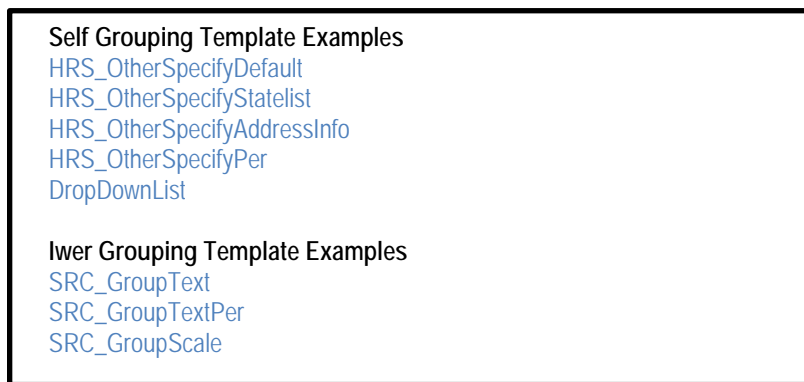 Self Grouping Template Examples
HRS_OtherSpecifyDefault
HRS_OtherSpecifyStatelist
HRS_OtherSpecifyAddressInfo
HRS_OtherSpecifyPer
DropDownList
Iwer Grouping Template Examples
SRC_GroupText
SRC_GroupTextPer
SRC_GroupScale